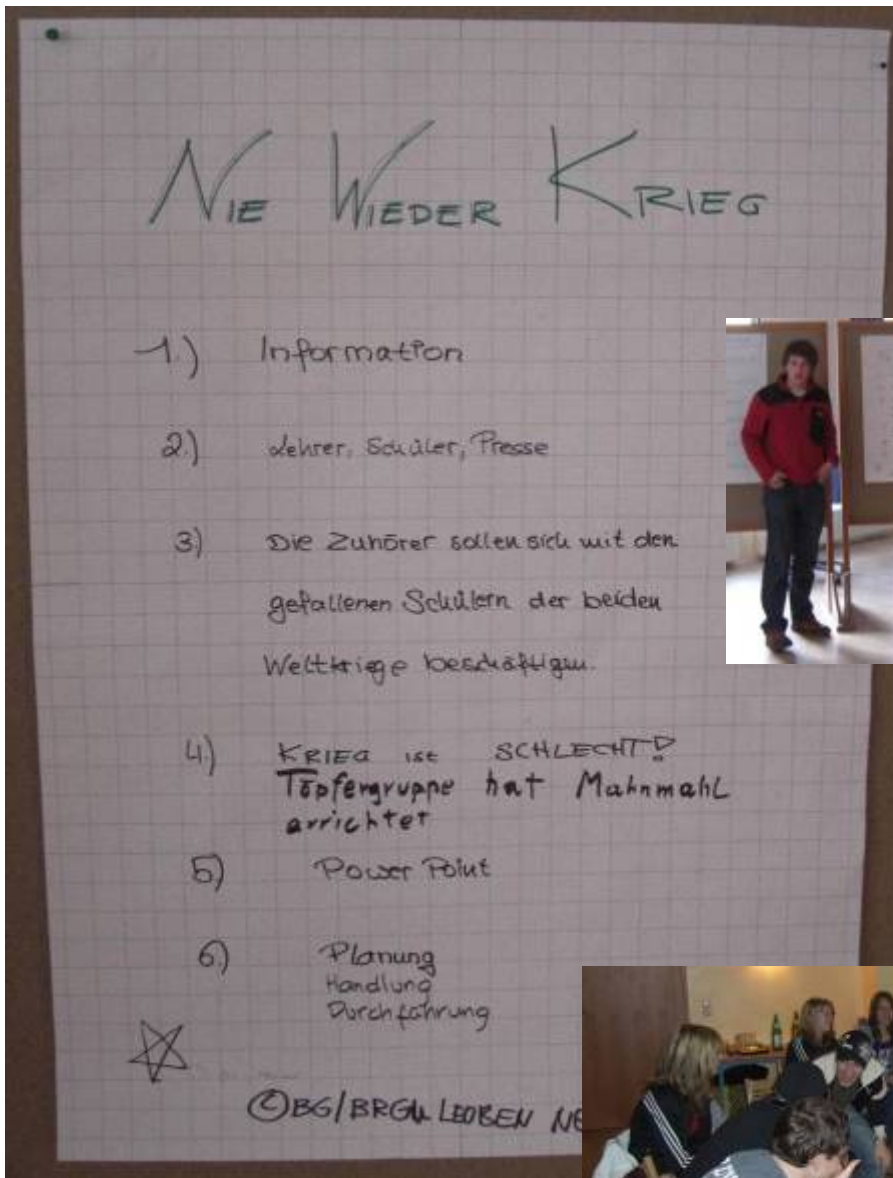 NIE WIEDER KRIEG
1.) Information
2.) Lehrer, Schüler, Presse
3.) Die Zuhörer sollen sich mit den
gefallenen Schülern der beiden
Weltkriege beschäftigen.
4.) KRIEG ist SCHLECHT!
Töpfergruppe hat Mahnmahl
arrichtet
5) Power Point
6.) Planung
Handlung
Durchführung
©BG/BRG LEOBEN NE